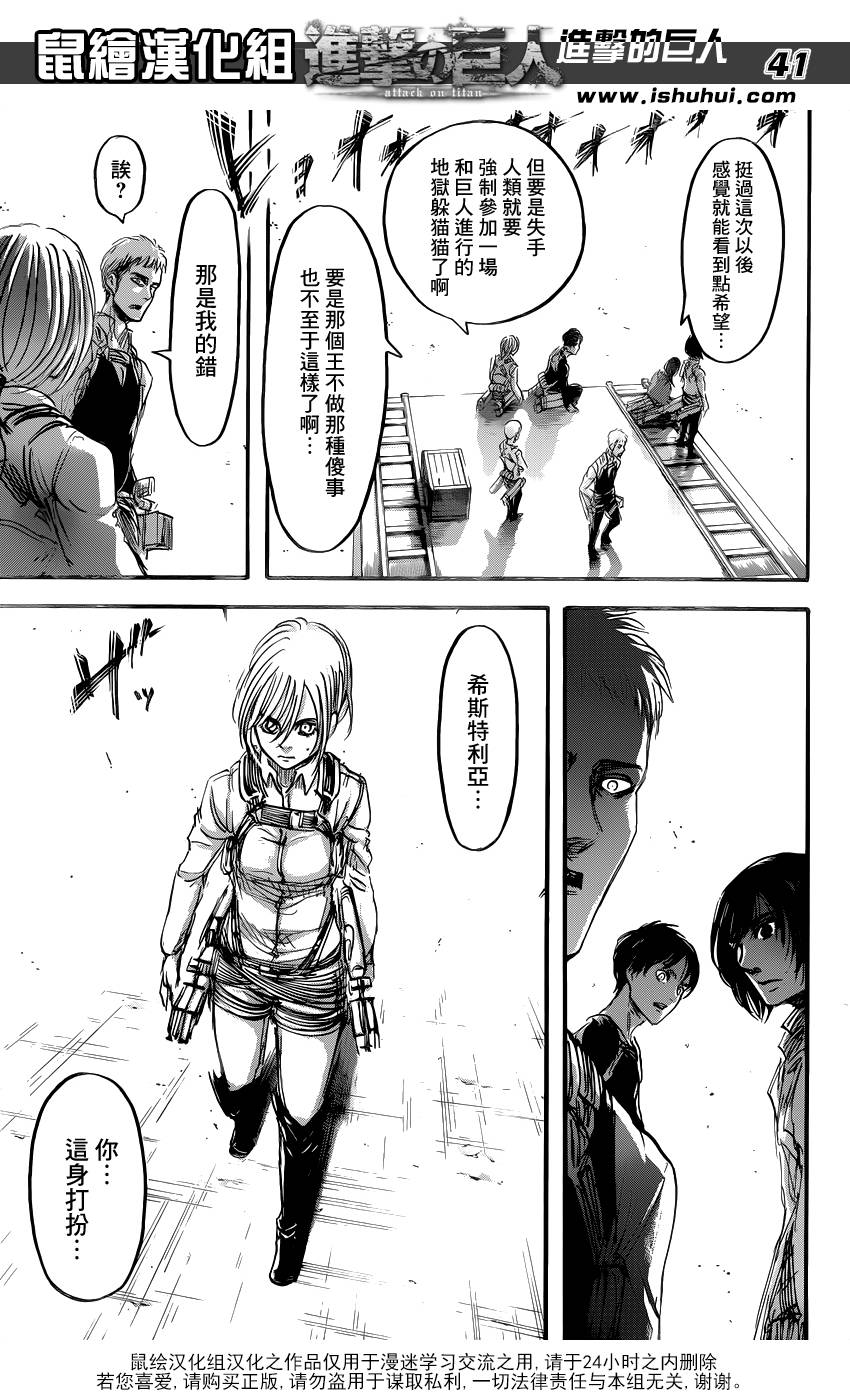 鼠繪漢化組
進撃の巨人
attack on titan
進擊的巨人
www.ishuhui.com
41
挺過這次以後
感覺就能看到點希望…
但要是失手
人類就要
強制參加一場
和巨人進行的
地獄躲猫猫了啊
要是那個王不做那種傻事
也不至于這樣了啊…
那是我的錯
誒?
希斯特利亞…
你…
這身打扮…
鼠绘汉化组汉化之作品仅用于漫迷学习交流之用, 请于24小时之内删除
若您喜爱, 请购买正版, 请勿盗用于谋取私利, 一切法律责任与本组无关, 谢谢。